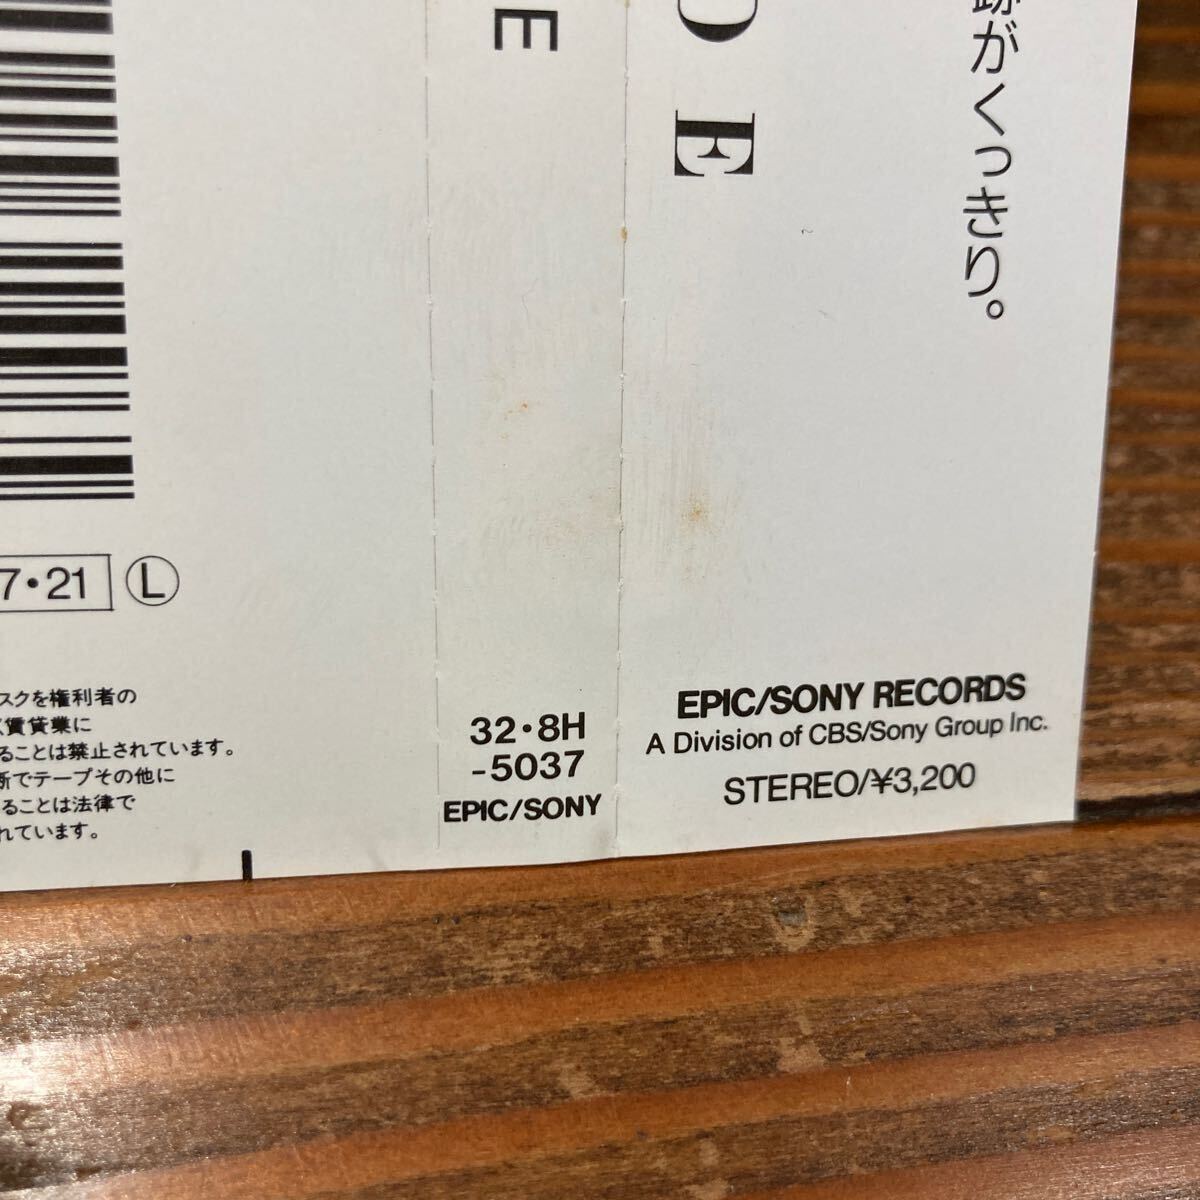 跡がくっきり。
D E
E
7・21 Ⓛ
スクを権利者の
賃貸業に
ることは禁止されています。
断でテープその他に
ることは法律で
れています。
32・8H
-5037
EPIC/SONY
EPIC/SONY RECORDS
A Division of CBS/Sony Group Inc.
STEREO/¥3,200